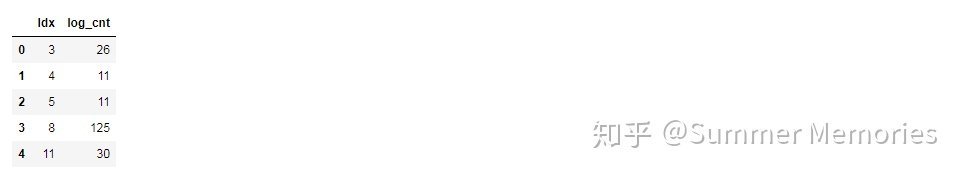 Idx log_cnt
0 3 26
1 4 11
2 5 11
3 8 125
4 11 30
知乎 @Summer Memories